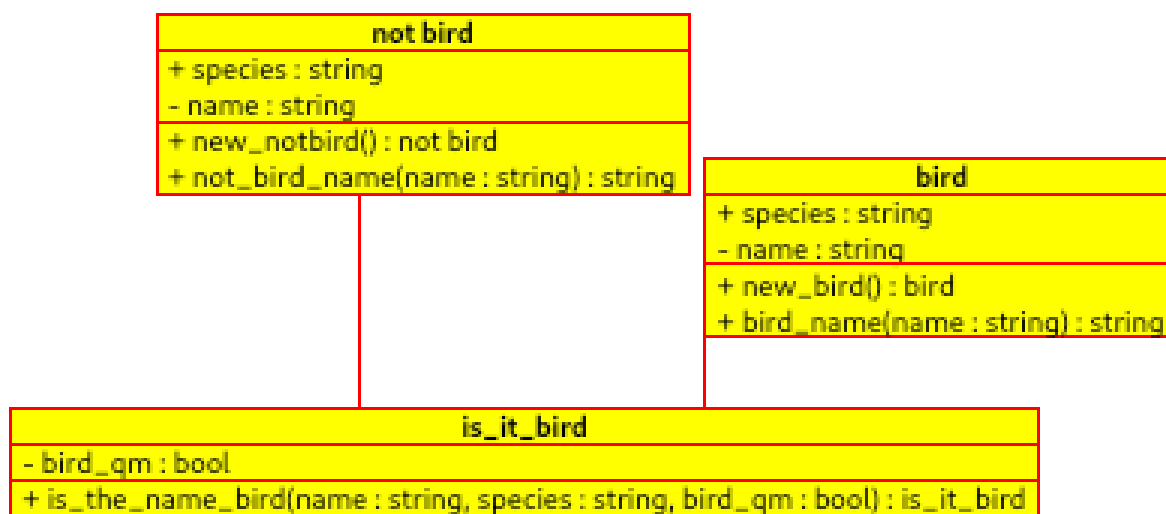 not bird
+ species : string
- name : string
+ new_notbird() : not bird
+ not_bird_name(name : string) : string
bird
+ species : string
- name : string
+ new_bird() : bird
+ bird_name(name : string) : string
is_it_bird
- bird_qm : bool
+ is_the_name_bird(name : string, species : string, bird_qm : bool) : is_it_bird